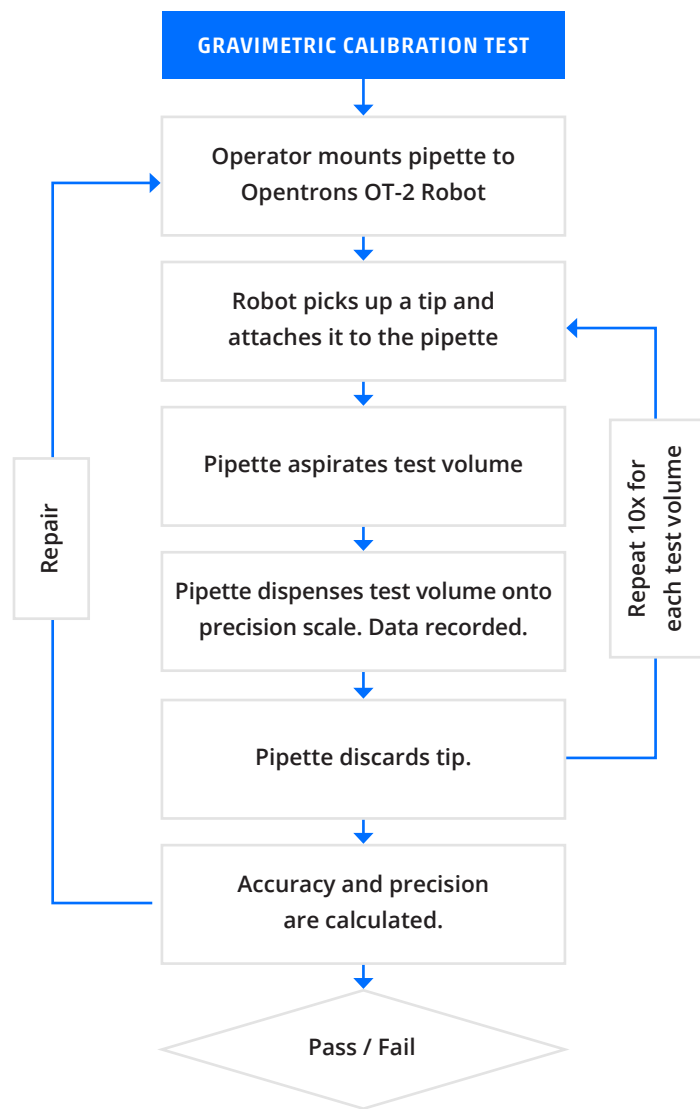 GRAVIMETRIC CALIBRATION TEST
Operator mounts pipette to
Opentrons OT-2 Robot
Robot picks up a tip and
attaches it to the pipette
Pipette aspirates test volume
Repair
Repeat 10x for
each test volume
Pipette dispenses test volume onto
precision scale. Data recorded.
Pipette discards tip.
Accuracy and precision
are calculated.
Pass / Fail